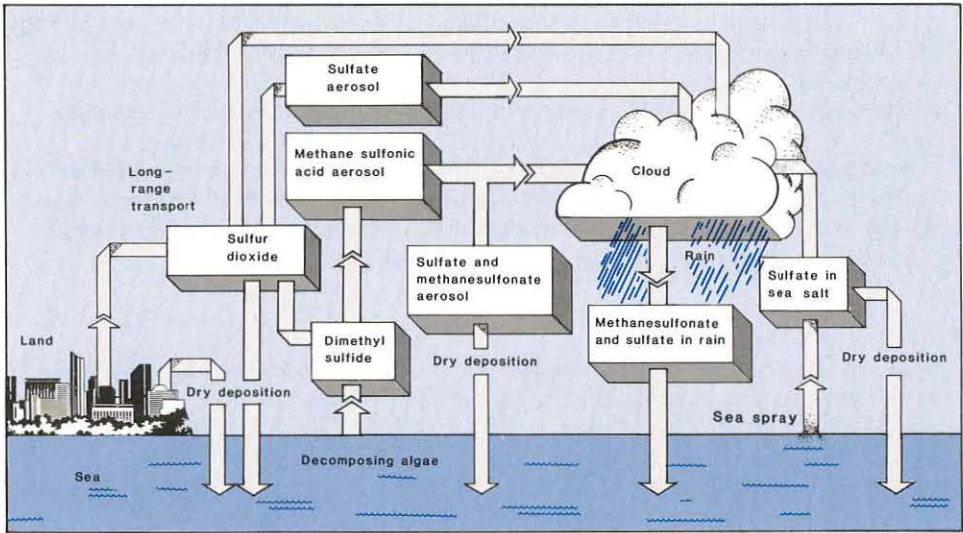 Sulfate
aerosol
Methane sulfonic
acid aerosol
Long-
range
transport
Cloud
Sulfur
dioxide
Sulfate and
methanesulfonate
aerosol
Rain
Sulfate in
sea salt
Land
Dimethyl
sulfide
Methanesulfonate
and sulfate in rain
Dry deposition
Dry deposition
Dry deposition
Sea spray
Sea
Decomposing algae